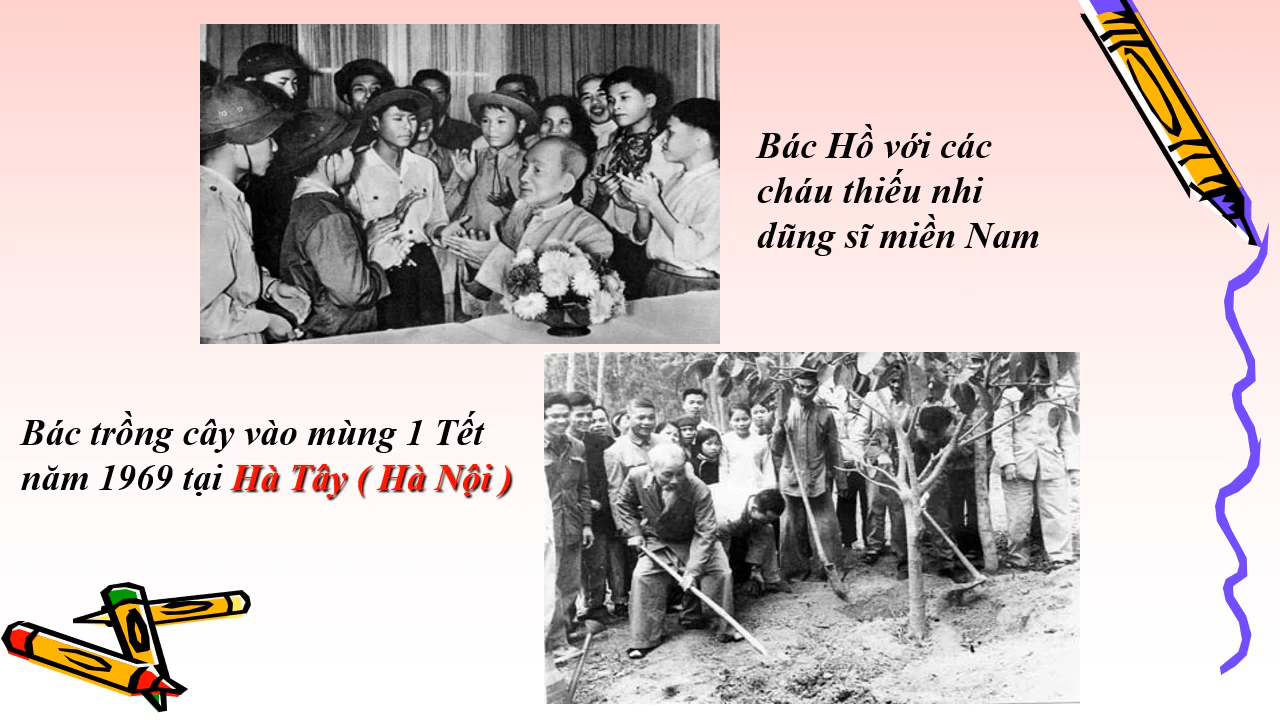 Bác Hồ với các
cháu thiếu nhi
dũng sĩ miền Nam
Bác trồng cây vào mùng 1 Tết
năm 1969 tại Hà Tây ( Hà Nội )